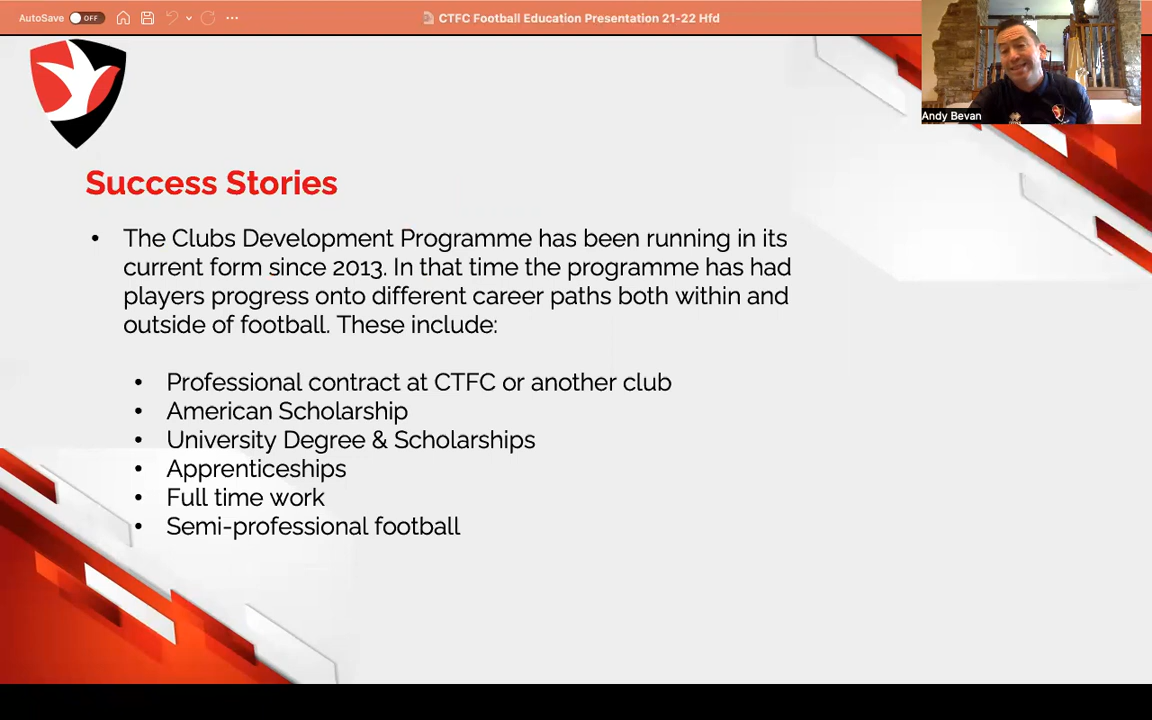 AutoSave OFF
CTFC Football Education Presentation 21-22 Hfd
Andy Bevan
Success Stories
• The Clubs Development Programme has been running in its
current form since 2013. In that time the programme has had
players progress onto different career paths both within and
outside of football. These include:
• Professional contract at CTFC or another club
• American Scholarship
• University Degree & Scholarships
• Apprenticeships
• Full time work
• Semi-professional football